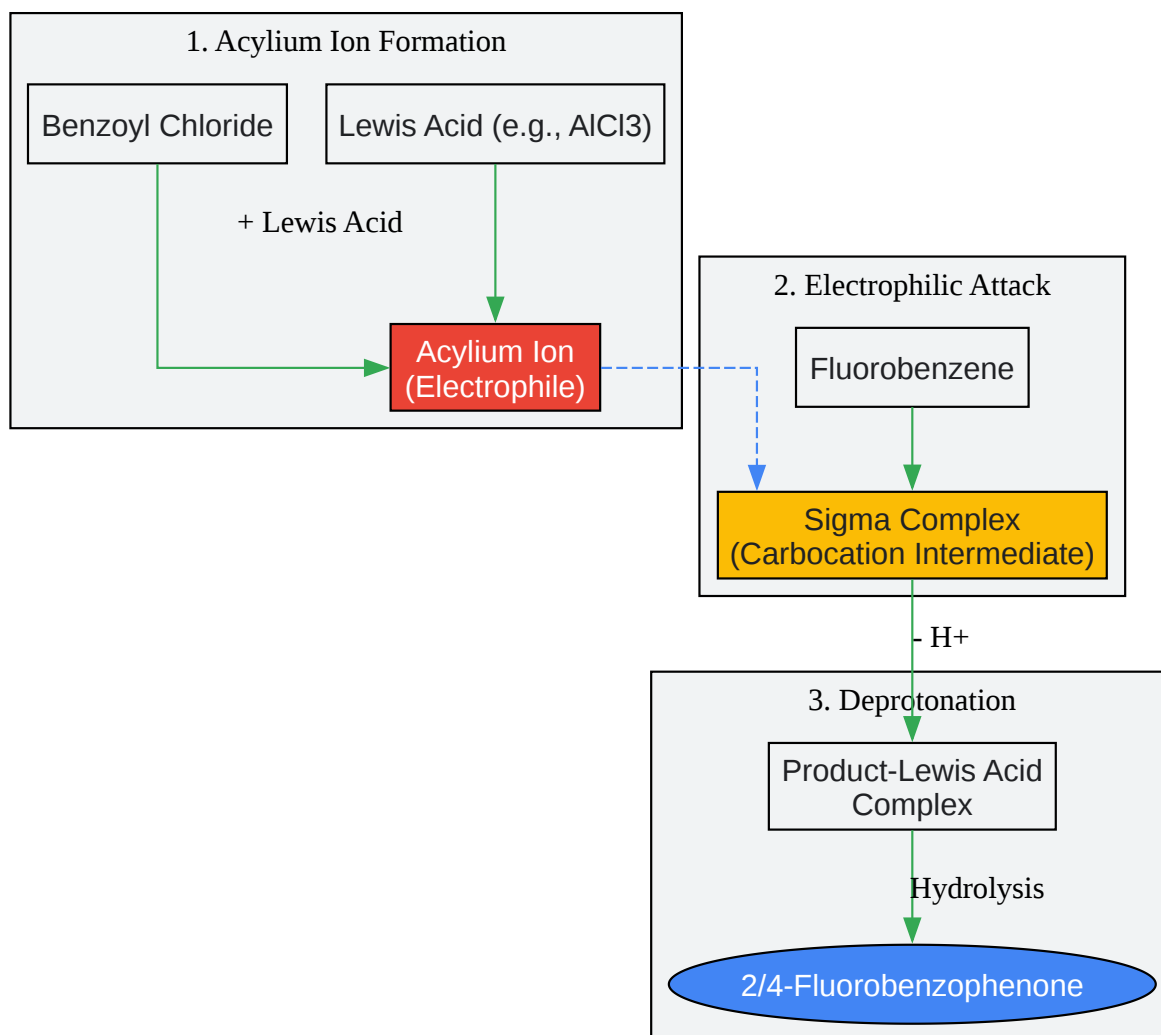 1. Acylium Ion Formation
Benzoyl Chloride
Lewis Acid (e.g., AlCl3)
+ Lewis Acid
Acylium Ion
(Electrophile)
2. Electrophilic Attack
Fluorobenzene
Sigma Complex
(Carbocation Intermediate)
- H+
3. Deprotonation
Product-Lewis Acid
Complex
Hydrolysis
2/4-Fluorobenzophenone